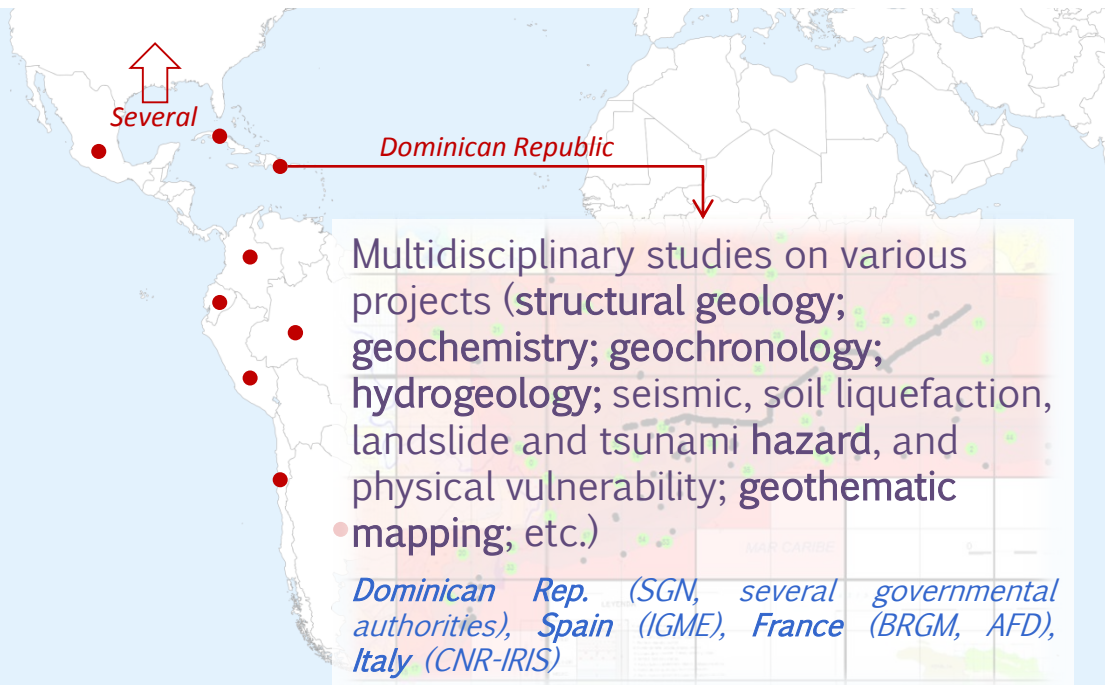 Several
Dominican Republic
Multidisciplinary studies on various
projects (structural geology;
geochemistry; geochronology;
hydrogeology; seismic, soil liquefaction,
landslide and tsunami hazard, and
physical vulnerability; geothematic
mapping; etc.)
MAR CARIBE
Dominican Rep. (SGN, several governmental
authorities), Spain (IGME), France (BRGM, AFD),
Italy (CNR-IRIS)